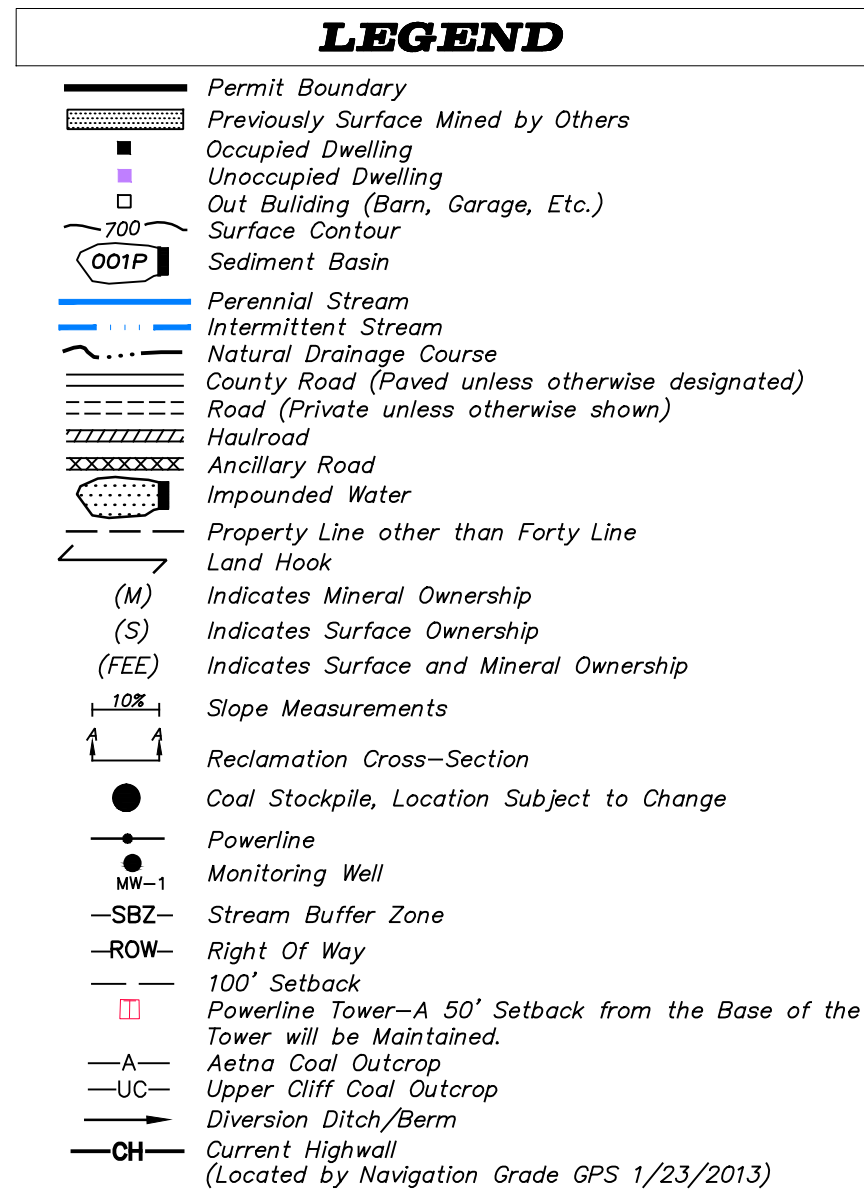 LEGEND
Permit Boundary
Previously Surface Mined by Others
Occupied Dwelling
Unoccupied Dwelling
Out Buliding (Barn, Garage, Etc.)
700 Surface Contour
001P Sediment Basin
Perennial Stream
Intermittent Stream
Natural Drainage Course
County Road (Paved unless otherwise designated)
Road (Private unless otherwise shown)
Haulroad
Ancillary Road
Impounded Water
Property Line other than Forty Line
Land Hook
(M) Indicates Mineral Ownership
(S) Indicates Surface Ownership
(FEE) Indicates Surface and Mineral Ownership
10% Slope Measurements
A A
Reclamation Cross-Section
Coal Stockpile, Location Subject to Change
Powerline
MW-1 Monitoring Well
SBZ Stream Buffer Zone
ROW Right Of Way
100' Setback
Powerline Tower-A 50' Setback from the Base of the
Tower will be Maintained.
A Aetna Coal Outcrop
UC Upper Cliff Coal Outcrop
Diversion Ditch/Berm
CH Current Highwall
(Located by Navigation Grade GPS 1/23/2013)